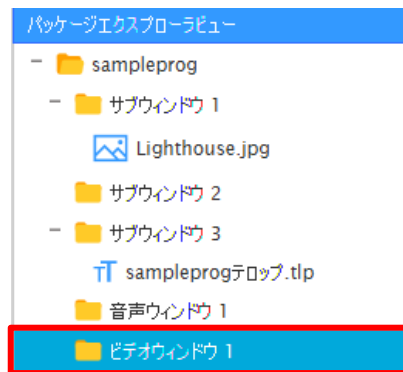 パッケージエクスプローラビュー
sampleprog
サブウィンドウ 1
Lighthouse.jpg
サブウィンドウ 2
サブウィンドウ 3
sampleprogテロップ.tlp
音声ウィンドウ 1
ビデオウィンドウ 1